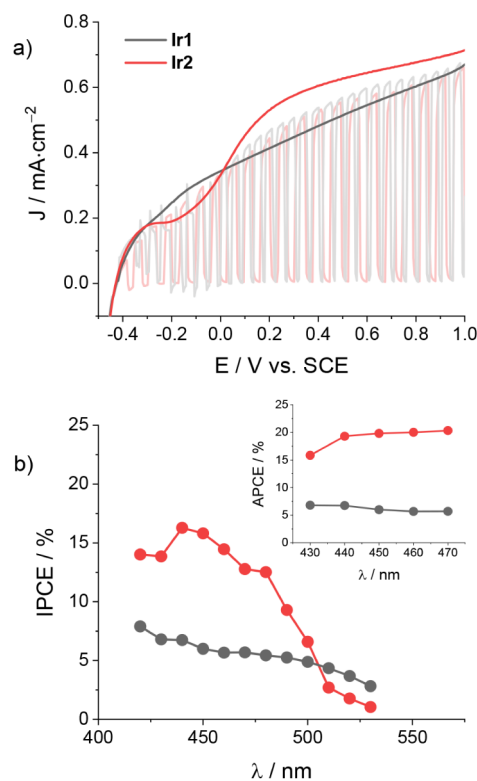 a)
Ir1
Ir2
J / mA·cm⁻²
0.8
0.6
0.4
0.2
0.0
-0.4 -0.2 0.0 0.2 0.4 0.6 0.8 1.0
E / V vs. SCE
b)
IPCE / %
25
20
15
10
5
0
400 450 500 550
λ / nm
APCE / %
25
20
15
10
5
0
430 440 450 460 470
λ / nm